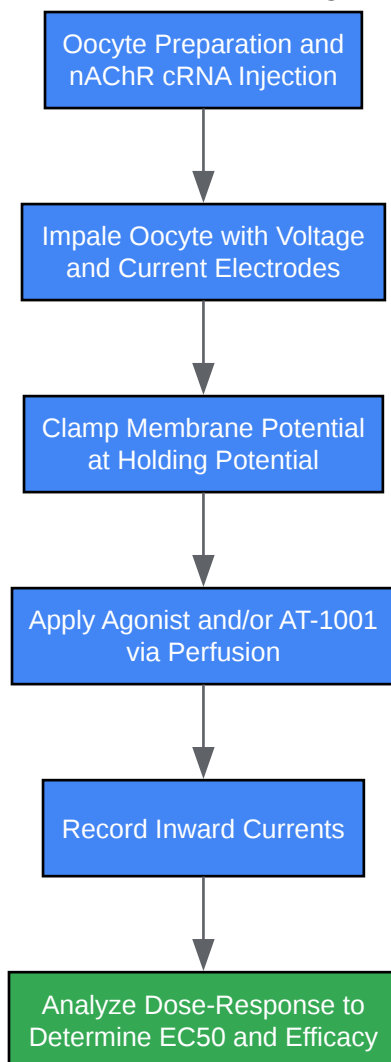 Oocyte Preparation and
nAChR cRNA Injection
Impale Oocyte with Voltage
and Current Electrodes
Clamp Membrane Potential
at Holding Potential
Apply Agonist and/or AT-1001
via Perfusion
Record Inward Currents
Analyze Dose-Response to
Determine EC50 and Efficacy